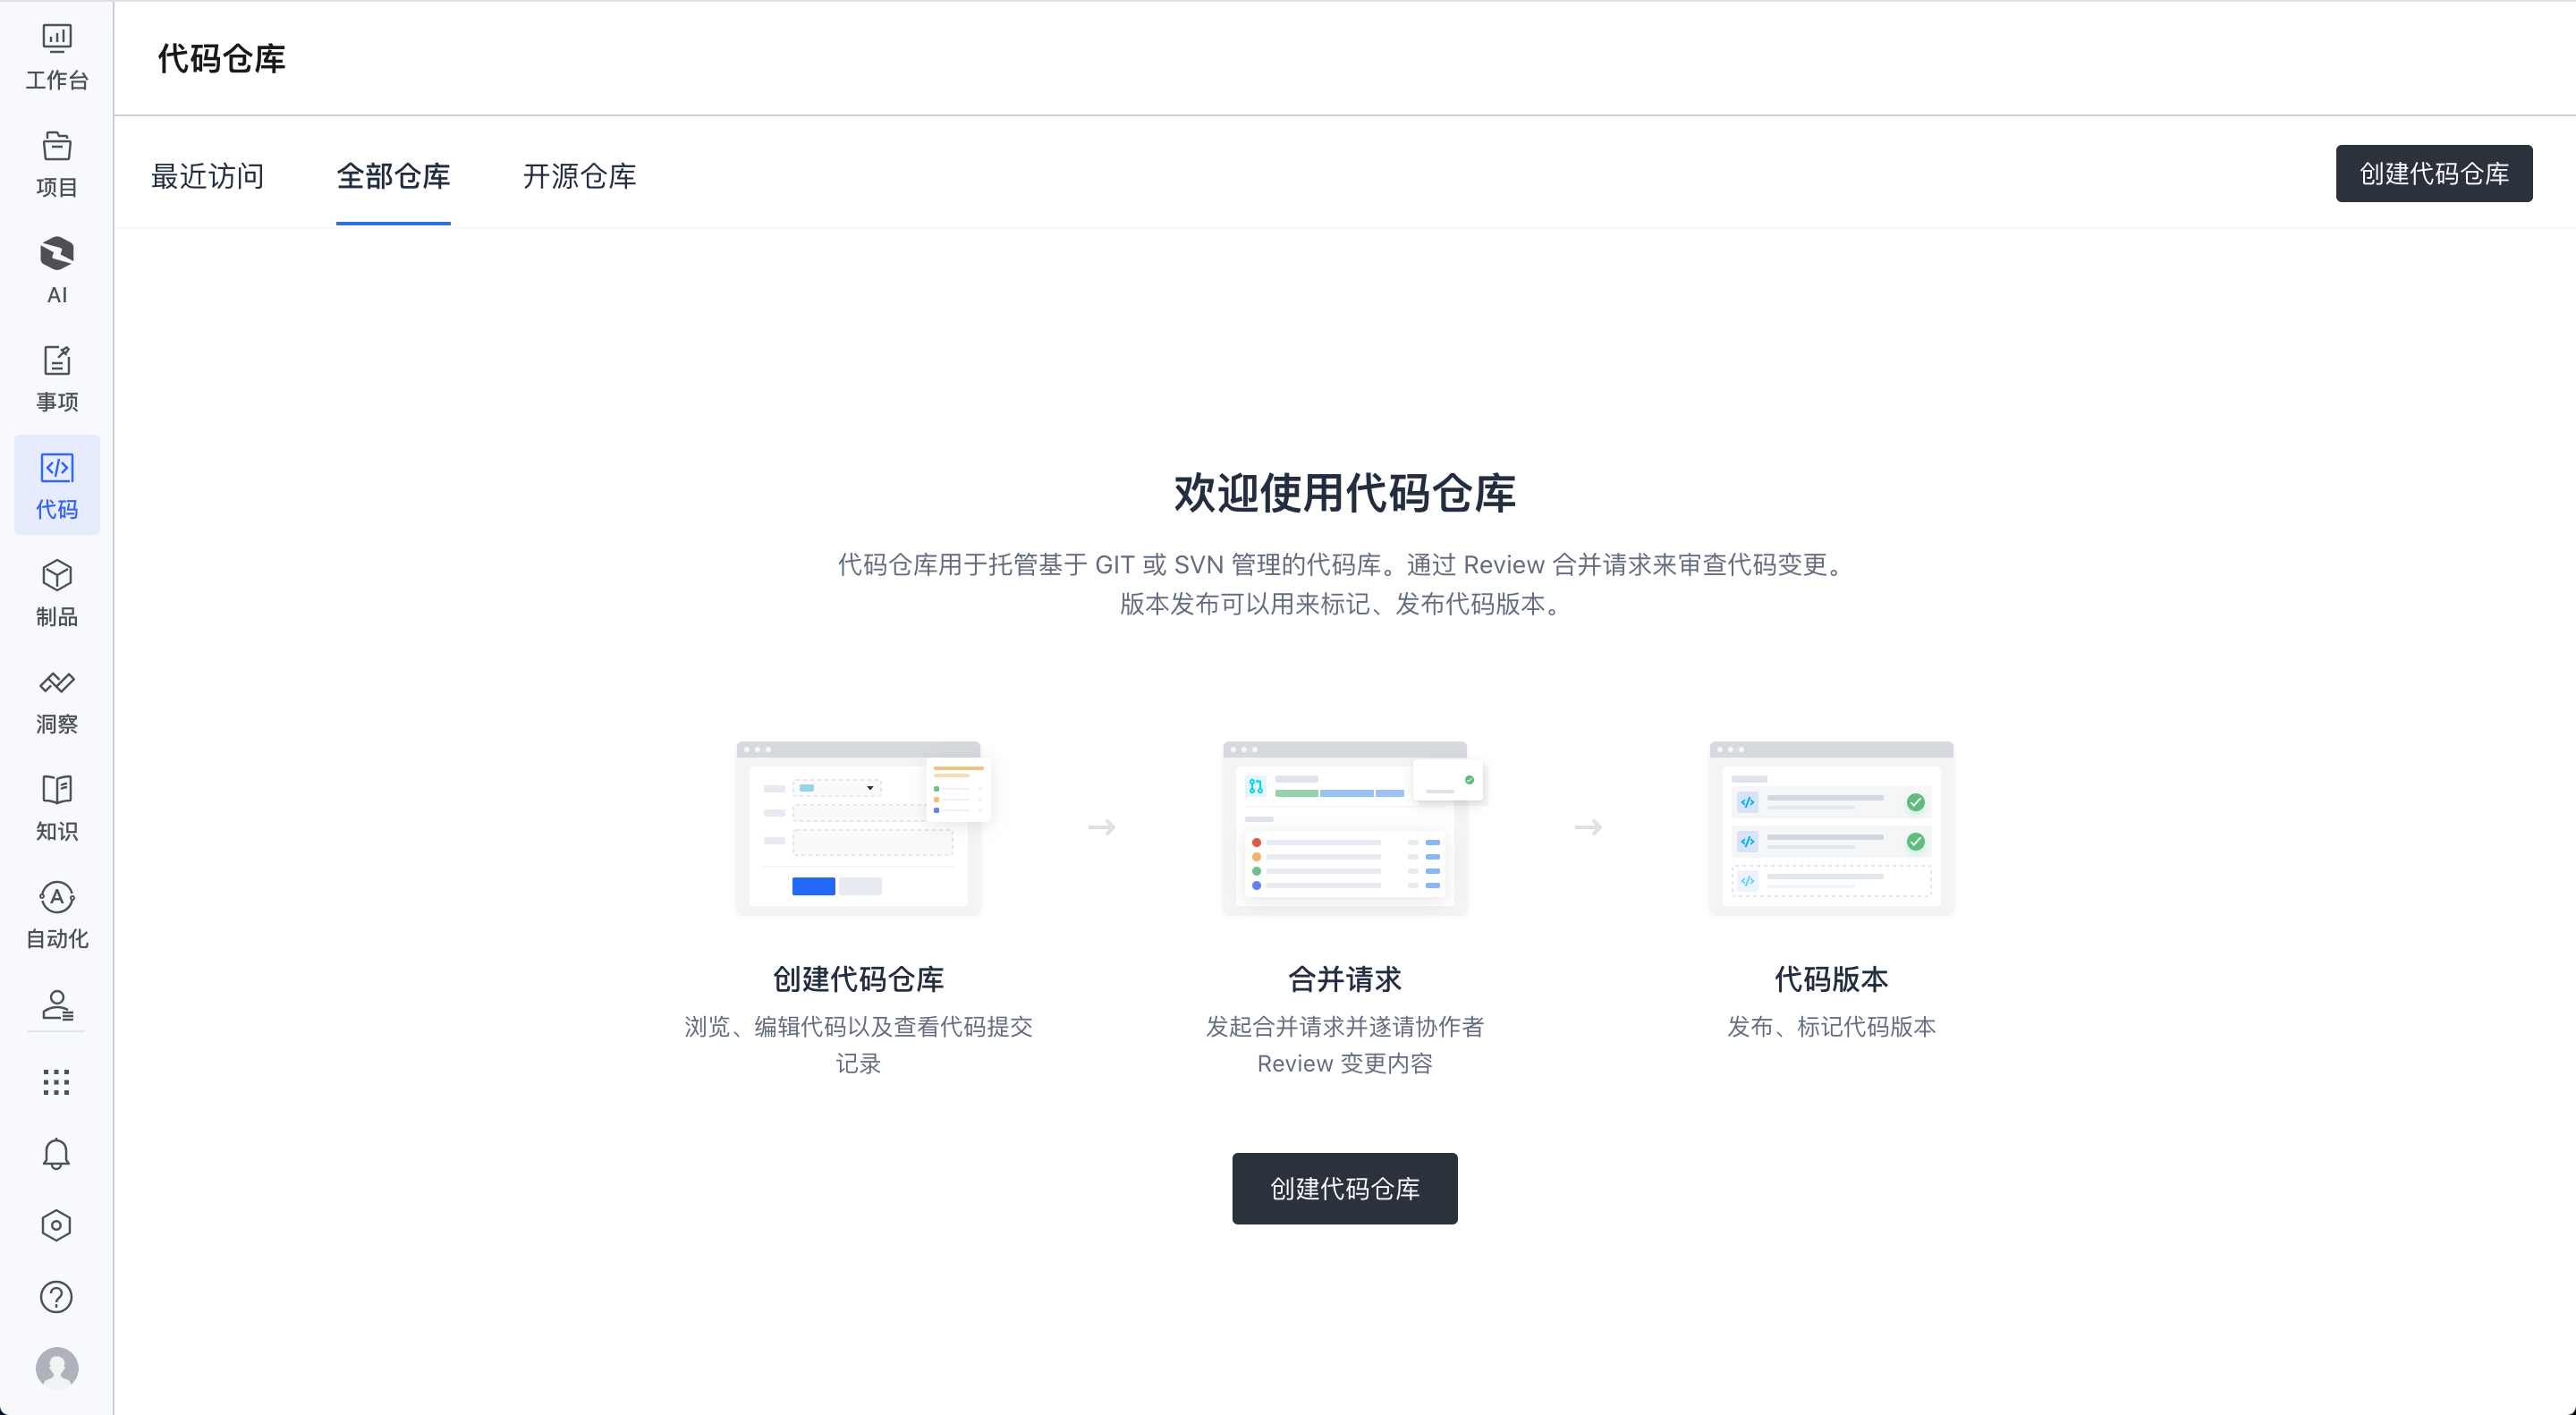 工作台
项目
AI
事项
代码
制品
洞察
知识
自动化
代码仓库
最近访问
全部仓库
开源仓库
创建代码仓库
欢迎使用代码仓库
代码仓库用于托管基于 GIT 或 SVN 管理的代码库。通过 Review 合并请求来审查代码变更。
版本发布可以用来标记、发布代码版本。
创建代码仓库
浏览、编辑代码以及查看代码提交
记录
合并请求
发起合并请求并邀请协作者
Review 变更内容
代码版本
发布、标记代码版本
创建代码仓库